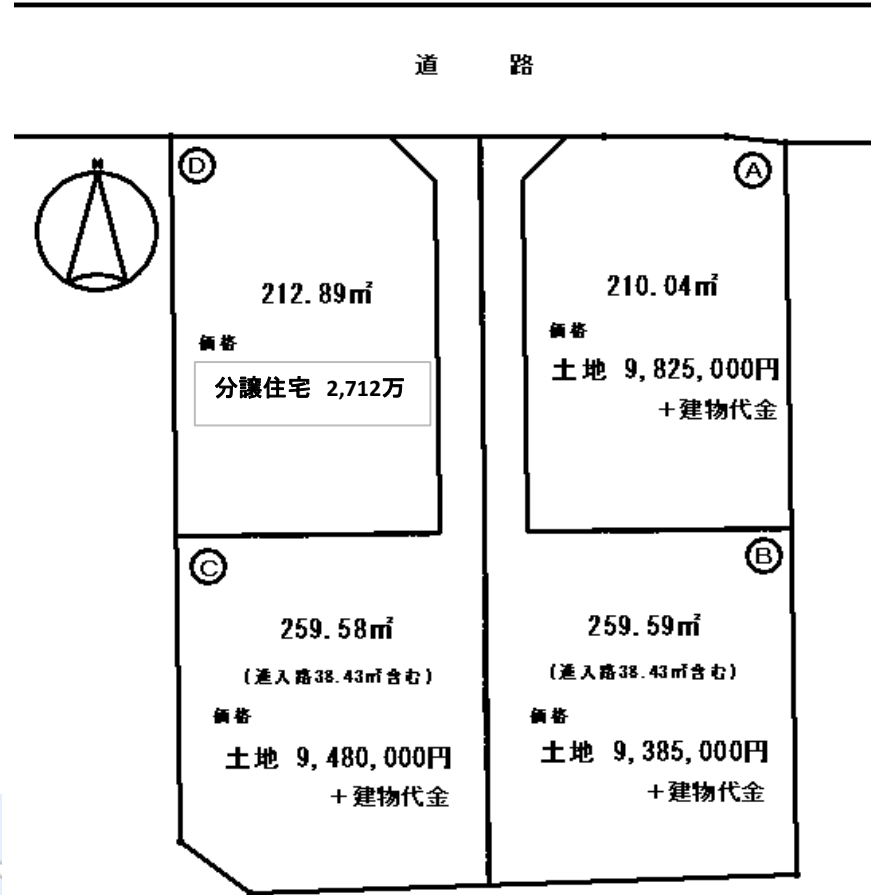 道 路
N
D
212.89㎡
価格
分譲住宅 2,712万
A
210.04㎡
価格
土地 9,825,000円
+建物代金
C
259.58㎡
(進入路38.43㎡含む)
価格
土地 9,480,000円
+建物代金
B
259.59㎡
(進入路38.43㎡含む)
価格
土地 9,385,000円
+建物代金